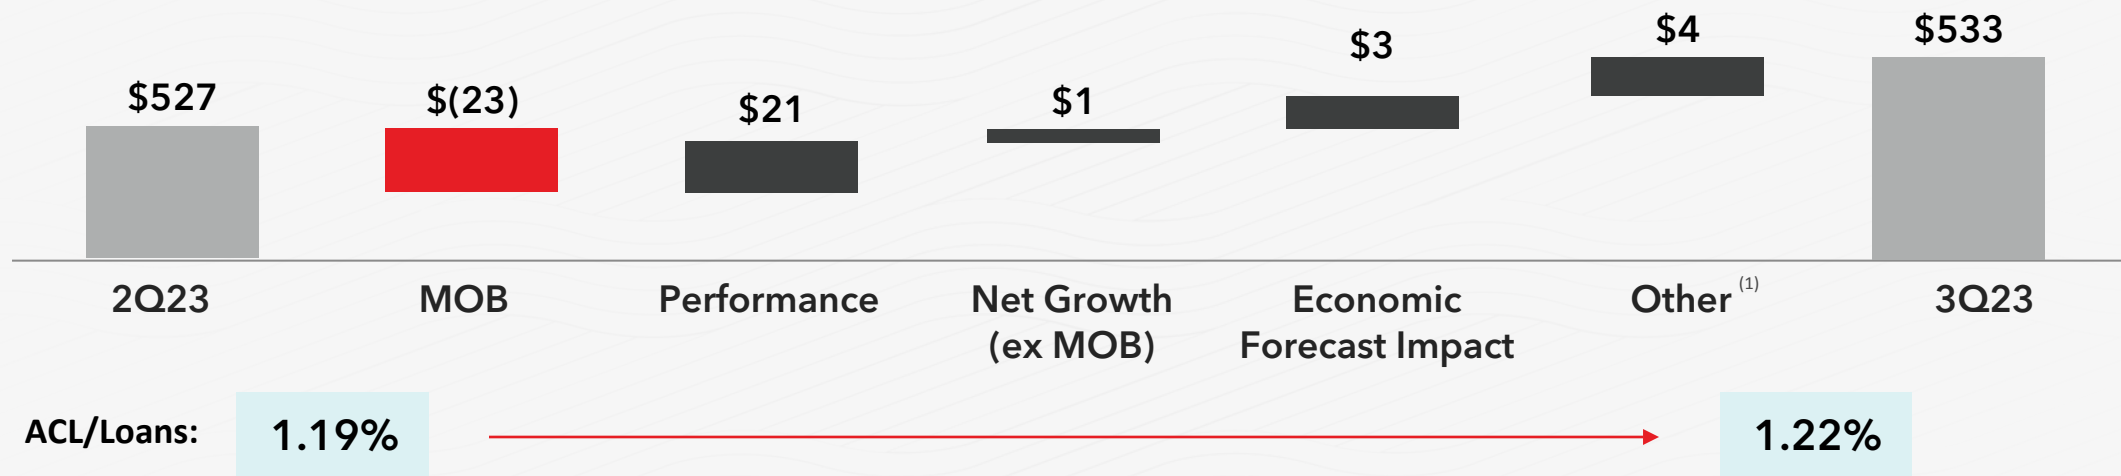 $527
$(23)
$21
$1
$3
$4
$533
2Q23
MOB
Performance
Net Growth
(ex MOB)
Economic
Forecast Impact
Other (1)
3Q23
ACL/Loans:
1.19%
1.22%